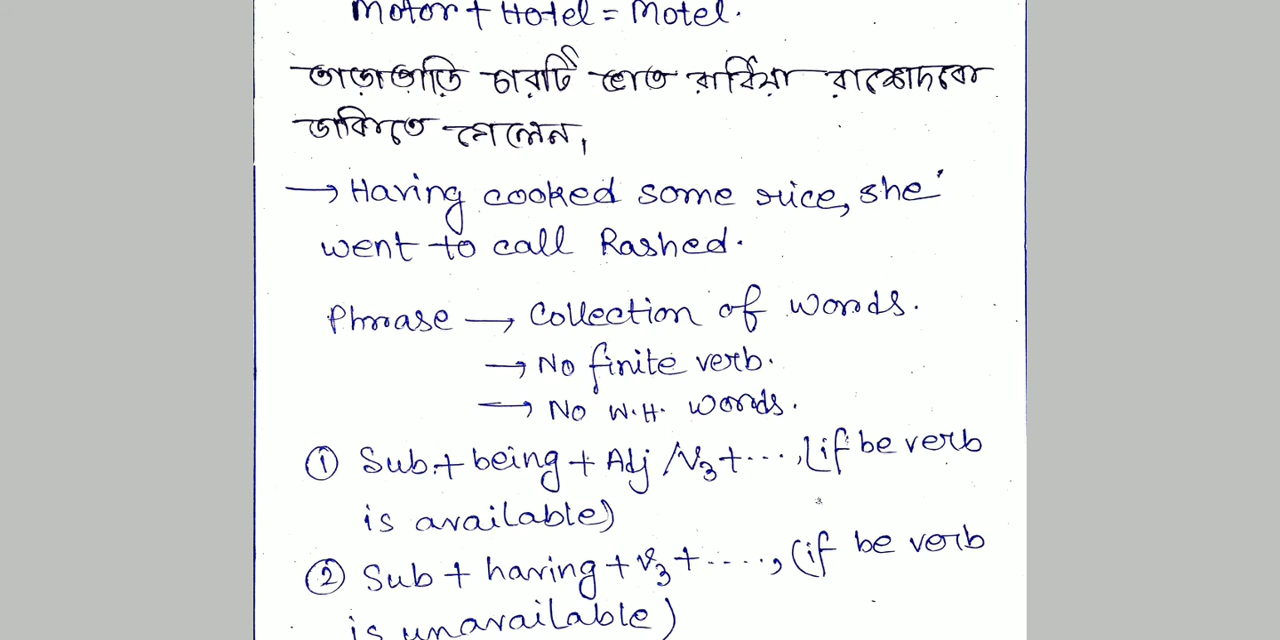 Motor + Hotel = Motel.
তাড়াতাড়ি চারটি ভাত রাঁধিয়া রাশেদকে
ডাকিতে গেলেন।
→ Having cooked some rice, she
went to call Rashed.
Phrase → Collection of words.
→ No finite verb.
→ No W.H. words.
① Sub + being + Adj / V3 + ..., (if be verb
is available)
② Sub + having + V3 + ....., (if be verb
is unavailable)